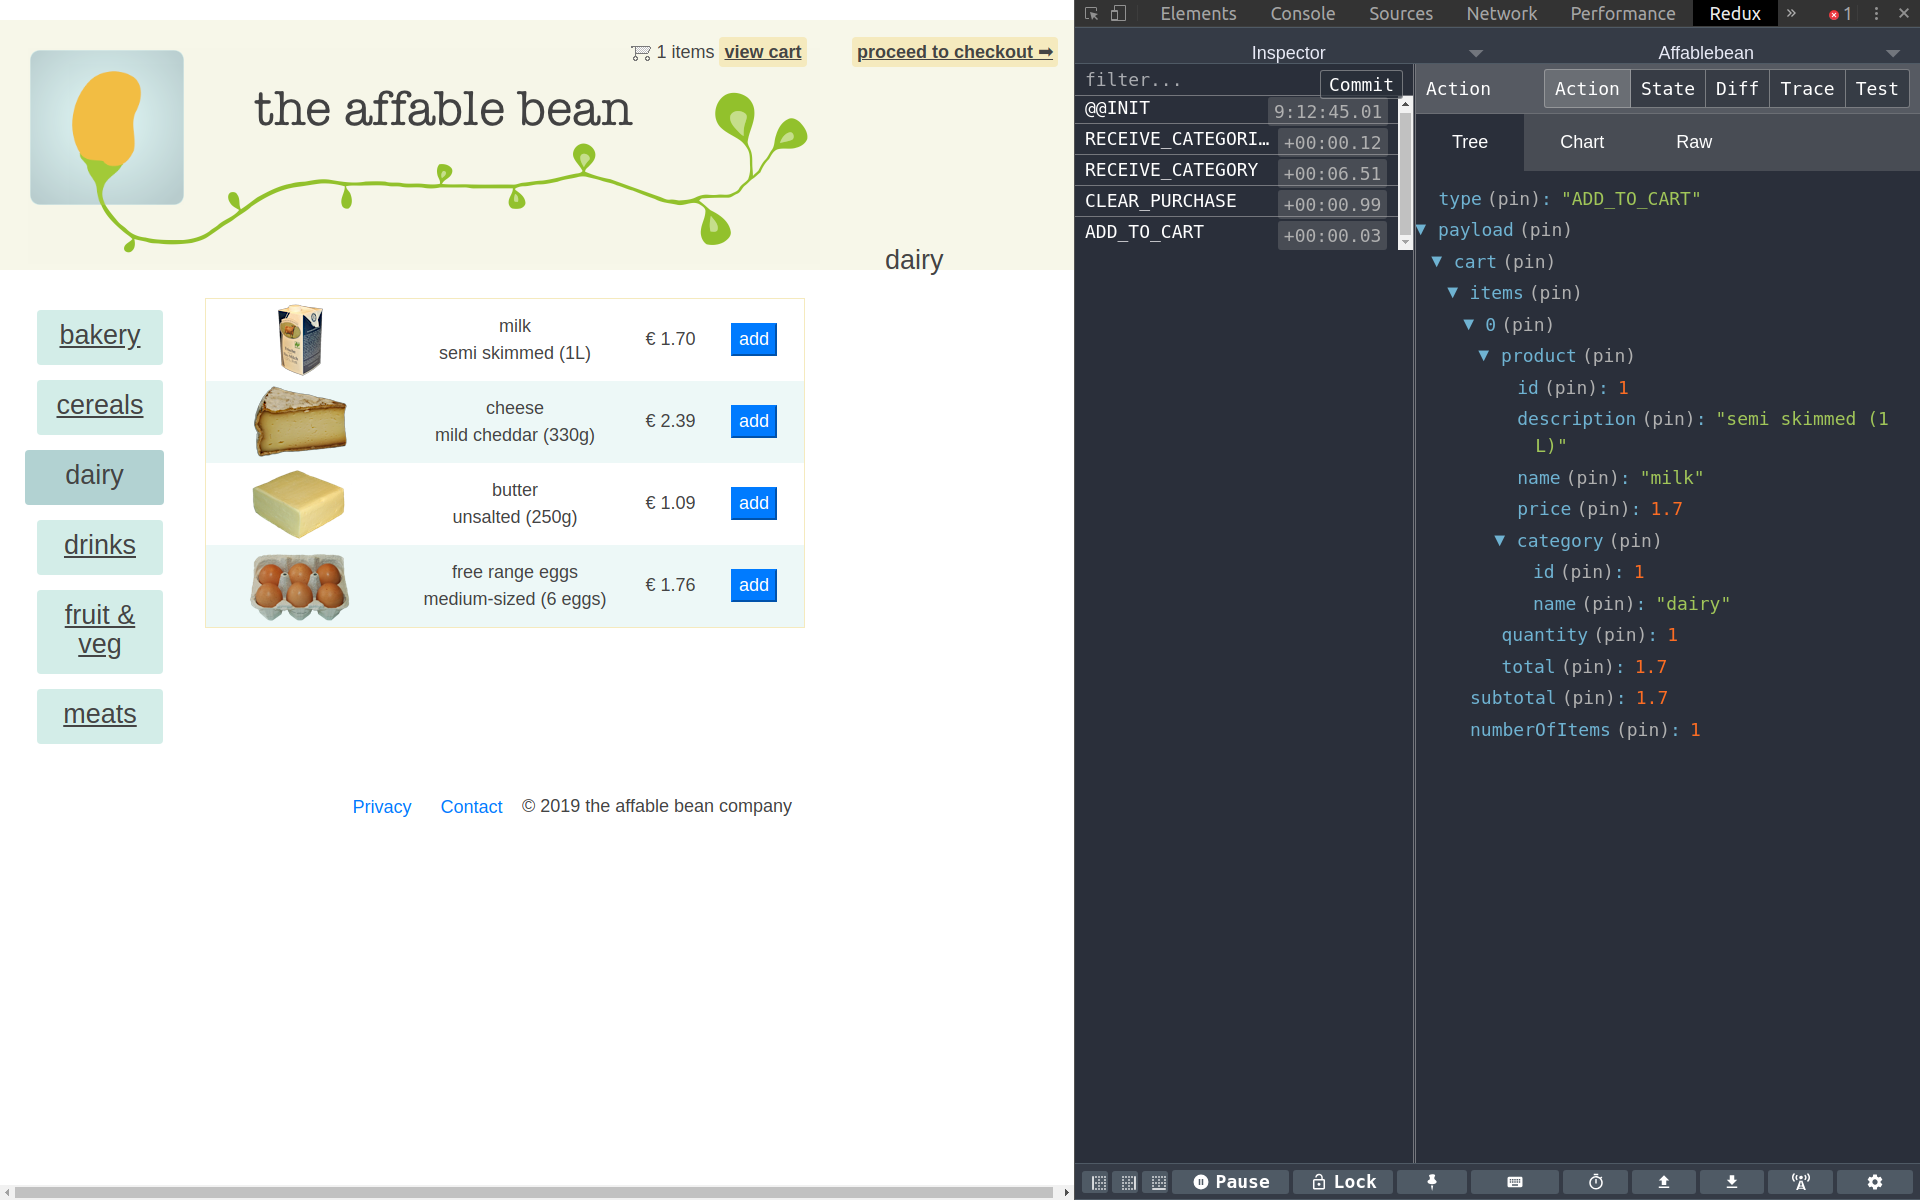 1 items view cart
proceed to checkout ➡
the affable bean
dairy
bakery
cereals
dairy
drinks
fruit &
veg
meats
milk
semi skimmed (1L)
€ 1.70
add
cheese
mild cheddar (330g)
€ 2.39
add
butter
unsalted (250g)
€ 1.09
add
free range eggs
medium-sized (6 eggs)
€ 1.76
add
Privacy Contact © 2019 the affable bean company
Elements Console Sources Network Performance Redux » 1
Inspector
Affablebean
filter...
Commit
@@INIT 9:12:45.01
RECEIVE_CATEGORI… +00:00.12
RECEIVE_CATEGORY +00:06.51
CLEAR_PURCHASE +00:00.99
ADD_TO_CART +00:00.03
Action
Action State Diff Trace Test
Tree Chart Raw
type (pin): "ADD_TO_CART"
payload (pin)
cart (pin)
items (pin)
0 (pin)
product (pin)
id (pin): 1
description (pin): "semi skimmed (1
L)"
name (pin): "milk"
price (pin): 1.7
category (pin)
id (pin): 1
name (pin): "dairy"
quantity (pin): 1
total (pin): 1.7
subtotal (pin): 1.7
numberOfItems (pin): 1
Pause Lock